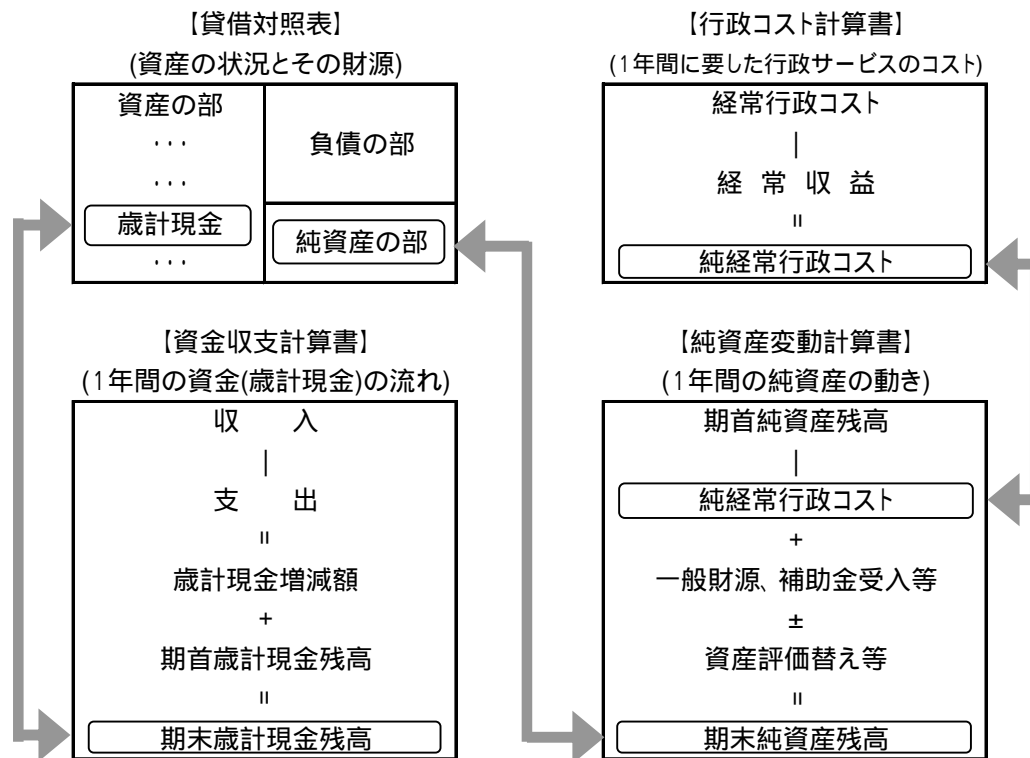 【貸借対照表】
(資産の状況とその財源)
資産の部
・・・
・・・
歳計現金
・・・
負債の部
純資産の部
【行政コスト計算書】
(1年間に要した行政サービスのコスト)
経常行政コスト
|
経 常 収 益
=
純経常行政コスト
【資金収支計算書】
(1年間の資金(歳計現金)の流れ)
収　　入
|
支　　出
=
歳計現金増減額
+
期首歳計現金残高
=
期末歳計現金残高
【純資産変動計算書】
(1年間の純資産の動き)
期首純資産残高
|
純経常行政コスト
+
一般財源、補助金受入等
±
資産評価替え等
=
期末純資産残高